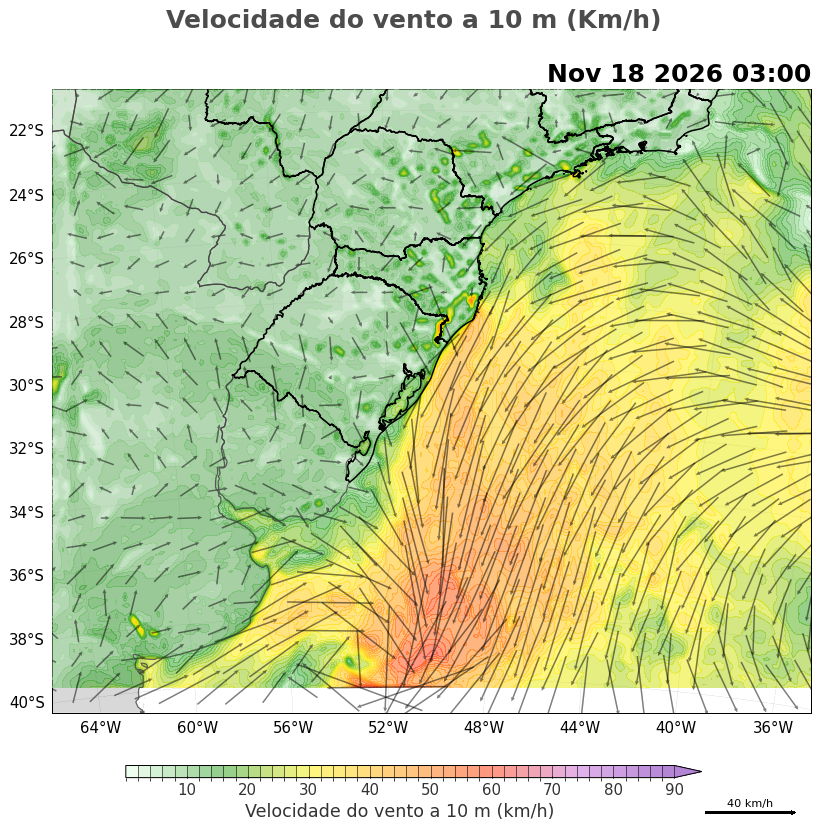 Velocidade do vento a 10 m (Km/h)
Nov 18 2026 03:00
22°S
24°S
26°S
28°S
30°S
32°S
34°S
36°S
38°S
40°S
64°W 60°W 56°W 52°W 48°W 44°W 40°W 36°W
10 20 30 40 50 60 70 80 90
Velocidade do vento a 10 m (km/h)
40 km/h